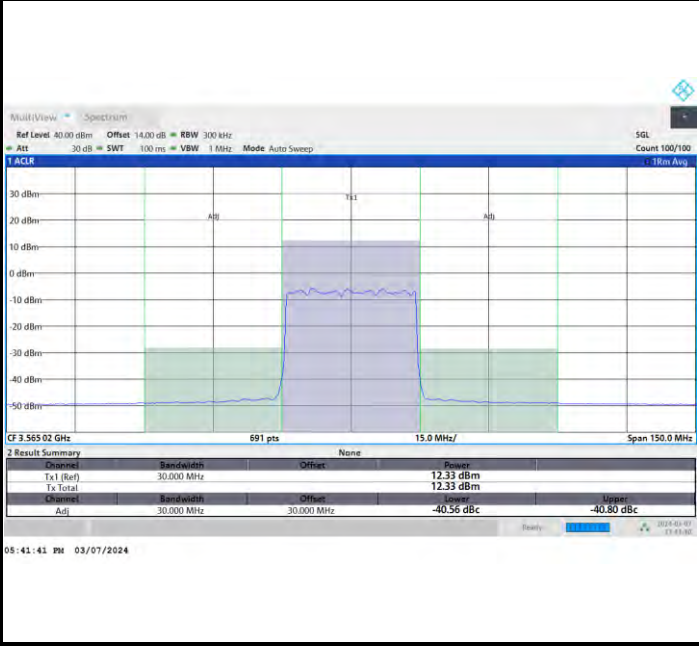 MultiView Spectrum
Ref Level 40.00 dBm Offset 14.00 dB RBW 300 kHz SGL
Att 30 dB SWT 100 ms VBW 1 MHz Mode Auto Sweep Count 100/100
1 ACLR 1Rm Avg
30 dBm
Tx1
20 dBm Adj Adj
10 dBm
0 dBm
-10 dBm
-20 dBm
-30 dBm
-40 dBm
-50 dBm
CF 3.565 02 GHz 691 pts 15.0 MHz/ Span 150.0 MHz
2 Result Summary None
Channel Bandwidth Offset Power
Tx1 (Ref) 30.000 MHz 12.33 dBm
Tx Total 12.33 dBm
Channel Bandwidth Offset Lower Upper
Adj 30.000 MHz 30.000 MHz -40.56 dBc -40.80 dBc
Ready 2024-03-07
05:41:41 PM 03/07/2024